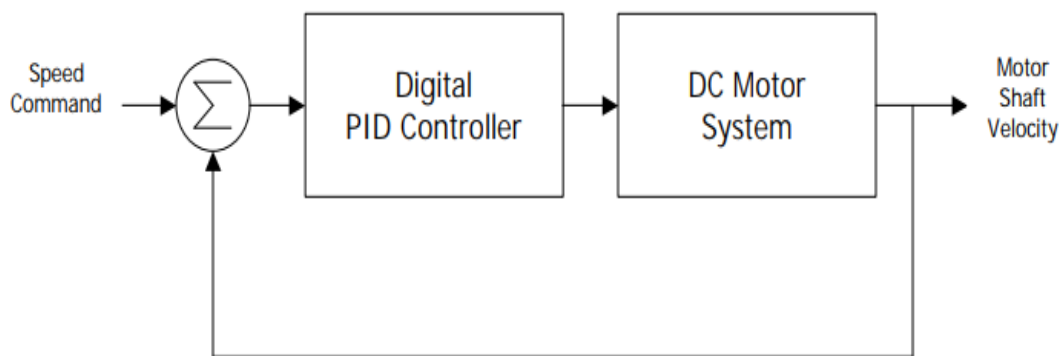 Speed
Command
Σ
Digital
PID Controller
DC Motor
System
Motor
Shaft
Velocity